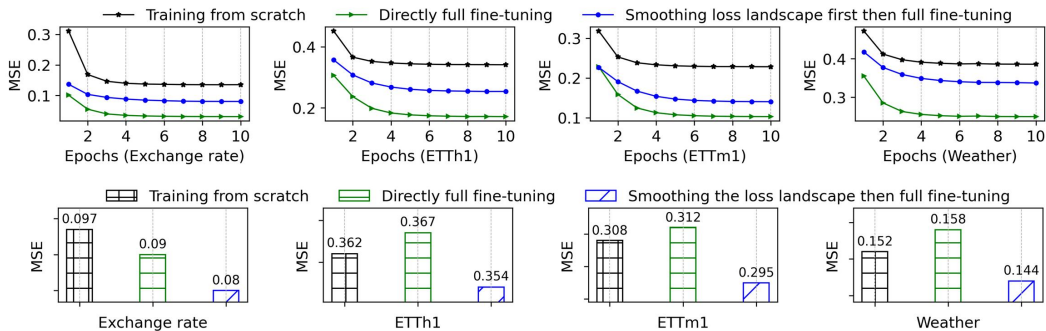 Training from scratch Directly full fine-tuning Smoothing loss landscape first then full fine-tuning
MSE 0.3 0.2 0.1
2 4 6 8 10
Epochs (Exchange rate)
MSE 0.4 0.2
2 4 6 8 10
Epochs (ETTh1)
MSE 0.3 0.2 0.1
2 4 6 8 10
Epochs (ETTm1)
MSE 0.4 0.3
2 4 6 8 10
Epochs (Weather)
Training from scratch Directly full fine-tuning Smoothing the loss landscape then full fine-tuning
MSE 0.097 0.09 0.08
Exchange rate
MSE 0.362 0.367 0.354
ETTh1
MSE 0.308 0.312 0.295
ETTm1
MSE 0.152 0.158 0.144
Weather